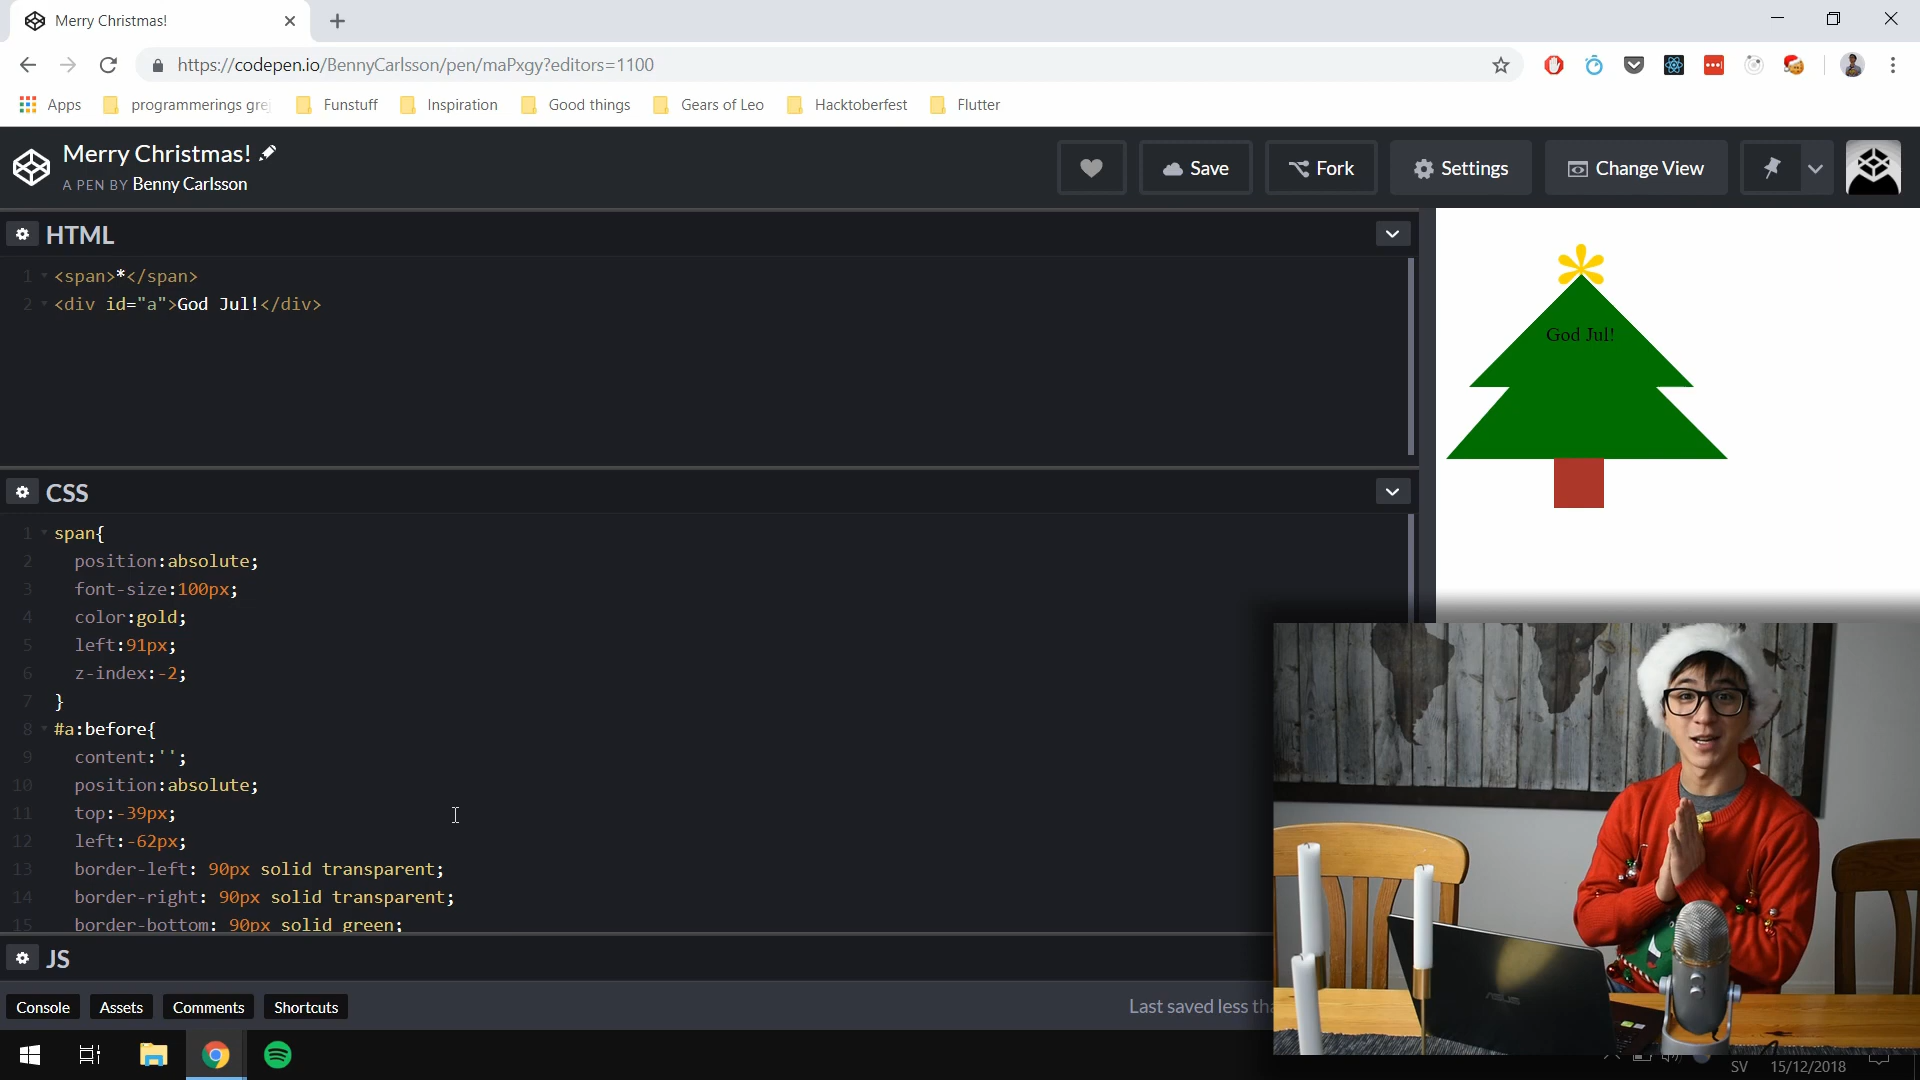 Merry Christmas!
https://codepen.io/BennyCarlsson/pen/maPxgy?editors=1100
Apps programmerings gre Funstuff Inspiration Good things Gears of Leo Hacktoberfest Flutter
Merry Christmas!
A PEN BY Benny Carlsson
Save Fork Settings Change View
HTML
1 <span>*</span>
2 <div id="a">God Jul!</div>
God Jul!
CSS
1 span{
2 position:absolute;
3 font-size:100px;
4 color:gold;
5 left:91px;
6 z-index:-2;
7 }
8 #a:before{
9 content:'';
10 position:absolute;
11 top:-39px;
12 left:-62px;
13 border-left: 90px solid transparent;
14 border-right: 90px solid transparent;
15 border-bottom: 90px solid green;
JS
Console Assets Comments Shortcuts
Last saved less tha
SV 15/12/2018